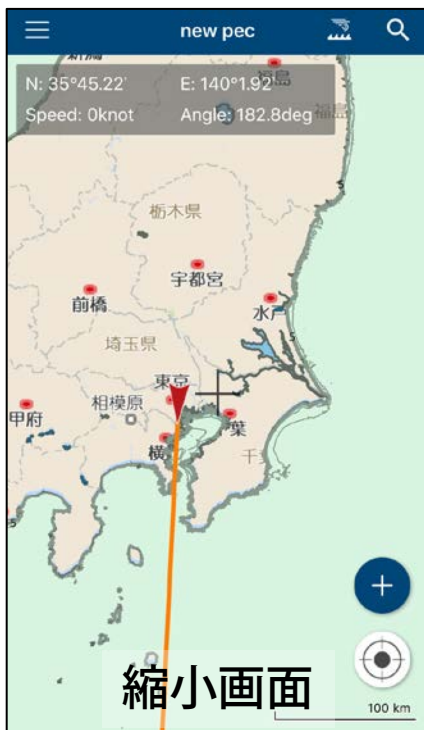 new pec
N: 35°45.22' E: 140°1.92'
Speed: 0knot Angle: 182.8deg
福島
福島
栃木県
宇都宮
前橋
水戸
埼玉県
東京
相模原
甲府
葉
横
千
縮小画面
100 km